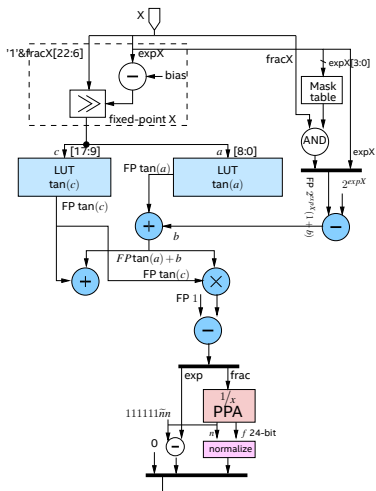 X
'1'&fracX[22:6]
expX
fracX
expX[3:0]
−
bias
Mask
table
≫
fixed-point X
AND
expX
c [17:9]
a [8:0]
LUT
tan(c)
FP tan(a)
LUT
tan(a)
FP 2^expX(1+b)
2^expX
FP tan(c)
+
b
−
FP tan(a) + b
FP tan(c)
+
×
FP 1
−
exp
frac
1/x
PPA
111111ñn
n
f 24-bit
0
−
normalize